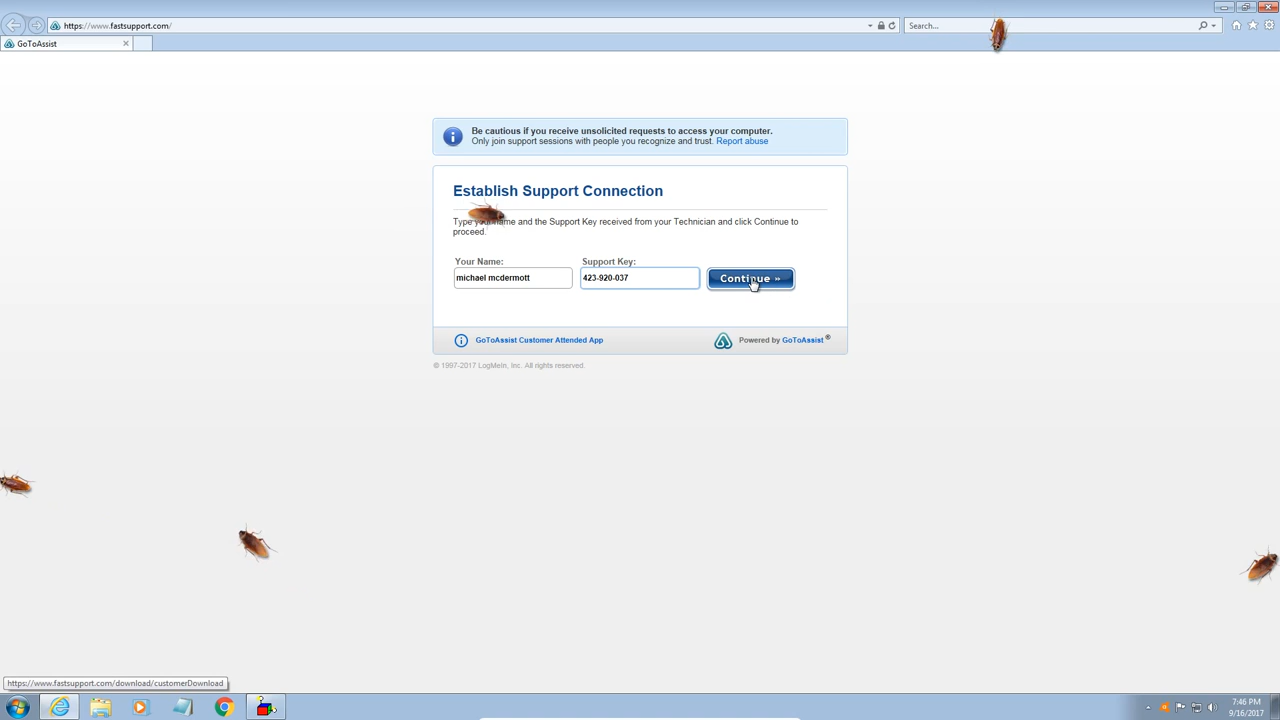 https://www.fastsupport.com/
Search...
GoToAssist
Be cautious if you receive unsolicited requests to access your computer.
Only join support sessions with people you recognize and trust. Report abuse
Establish Support Connection
Type your name and the Support Key received from your Technician and click Continue to
proceed.
Your Name:
Support Key:
michael mcdermott
423-920-037
Continue »
GoToAssist Customer Attended App
Powered by GoToAssist®
© 1997-2017 LogMeIn, Inc. All rights reserved.
https://www.fastsupport.com/download/customerDownload
7:46 PM
9/16/2017